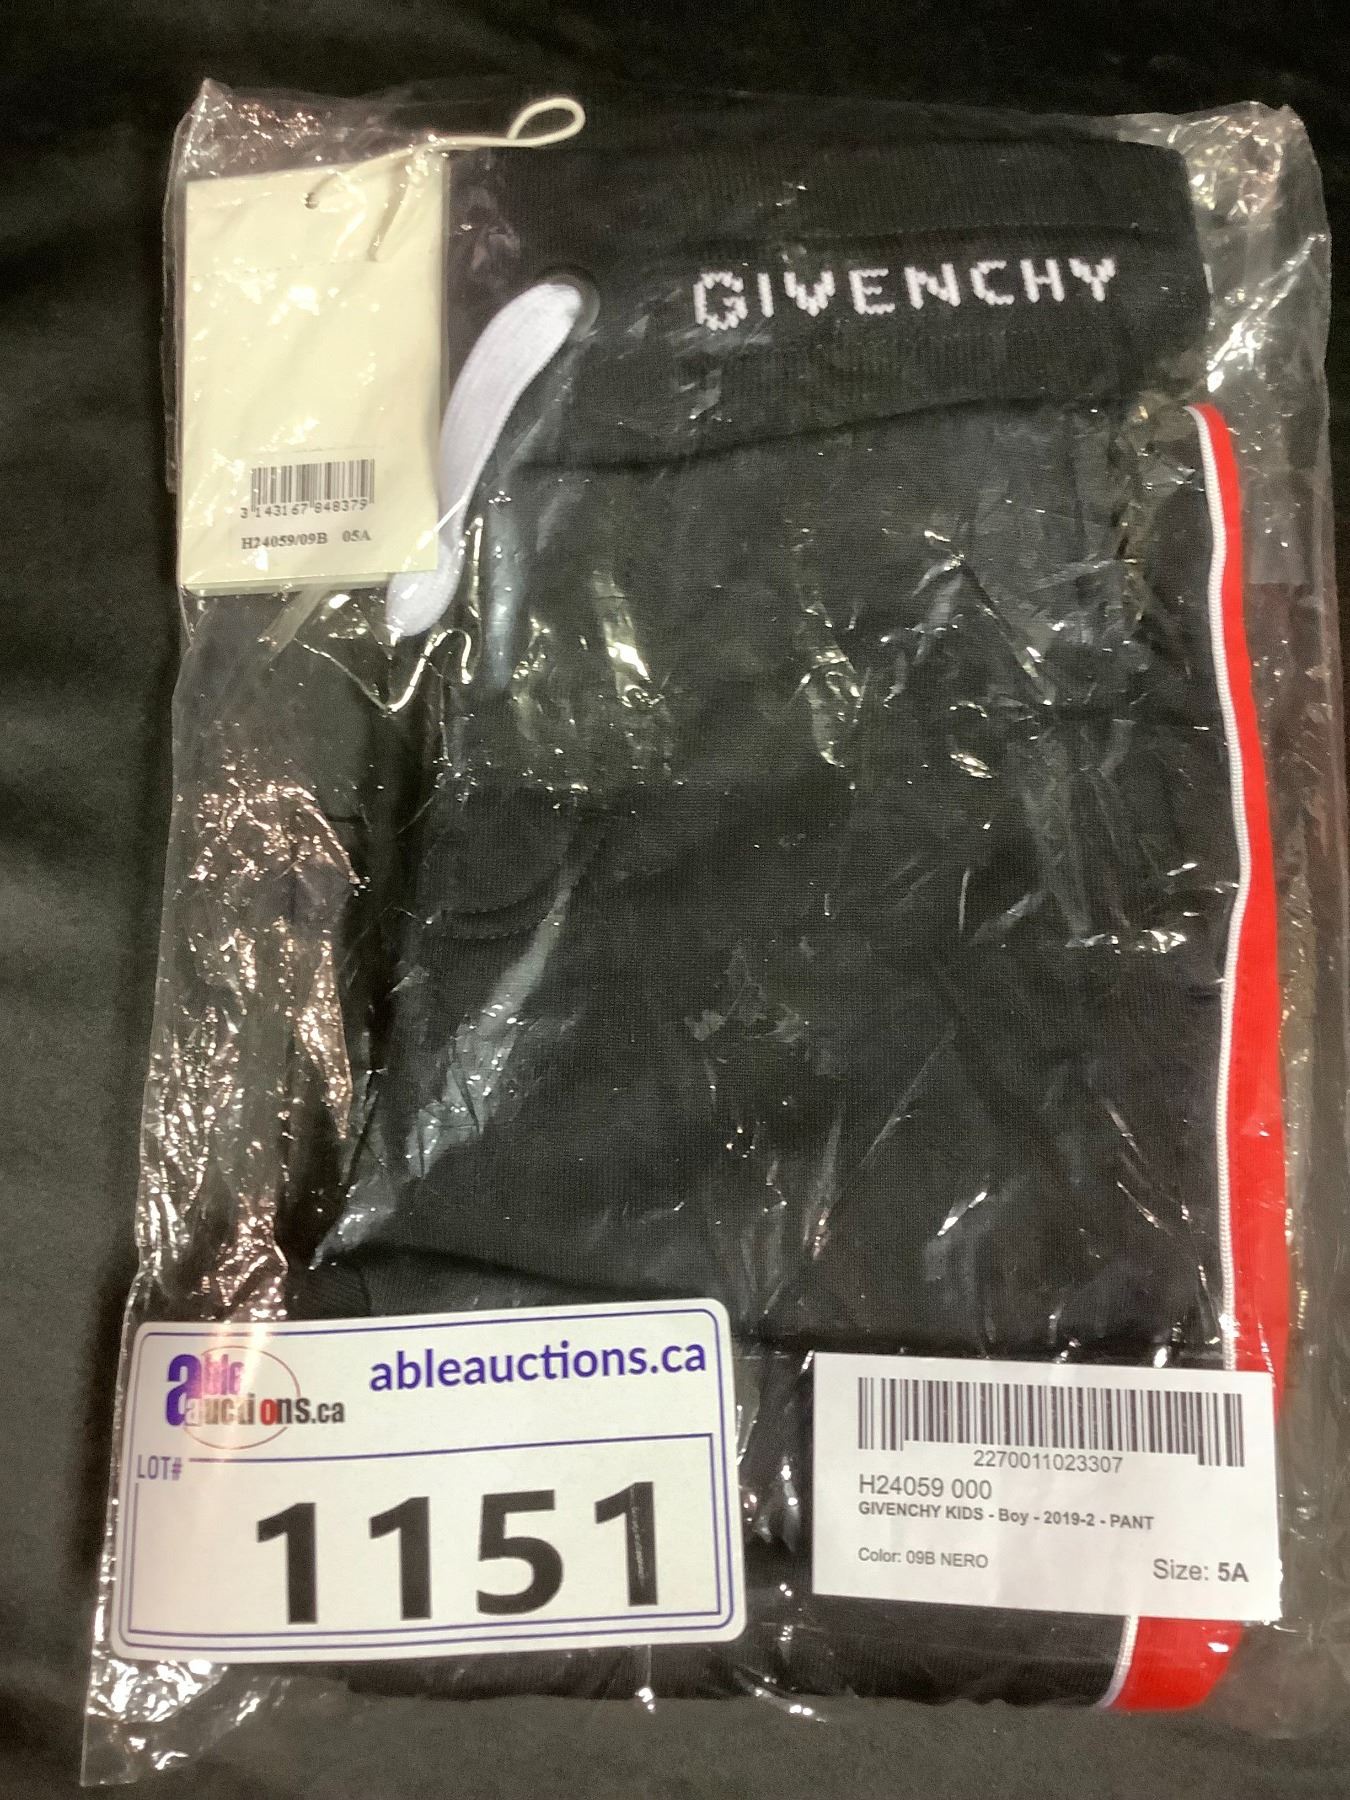 GIVENCHY
3 143167 848379
H24059/09B 05A
able auctions.ca
ableauctions.ca
LOT#
1151
2270011023307
H24059 000
GIVENCHY KIDS - Boy - 2019-2 - PANT
Color: 09B NERO
Size: 5A